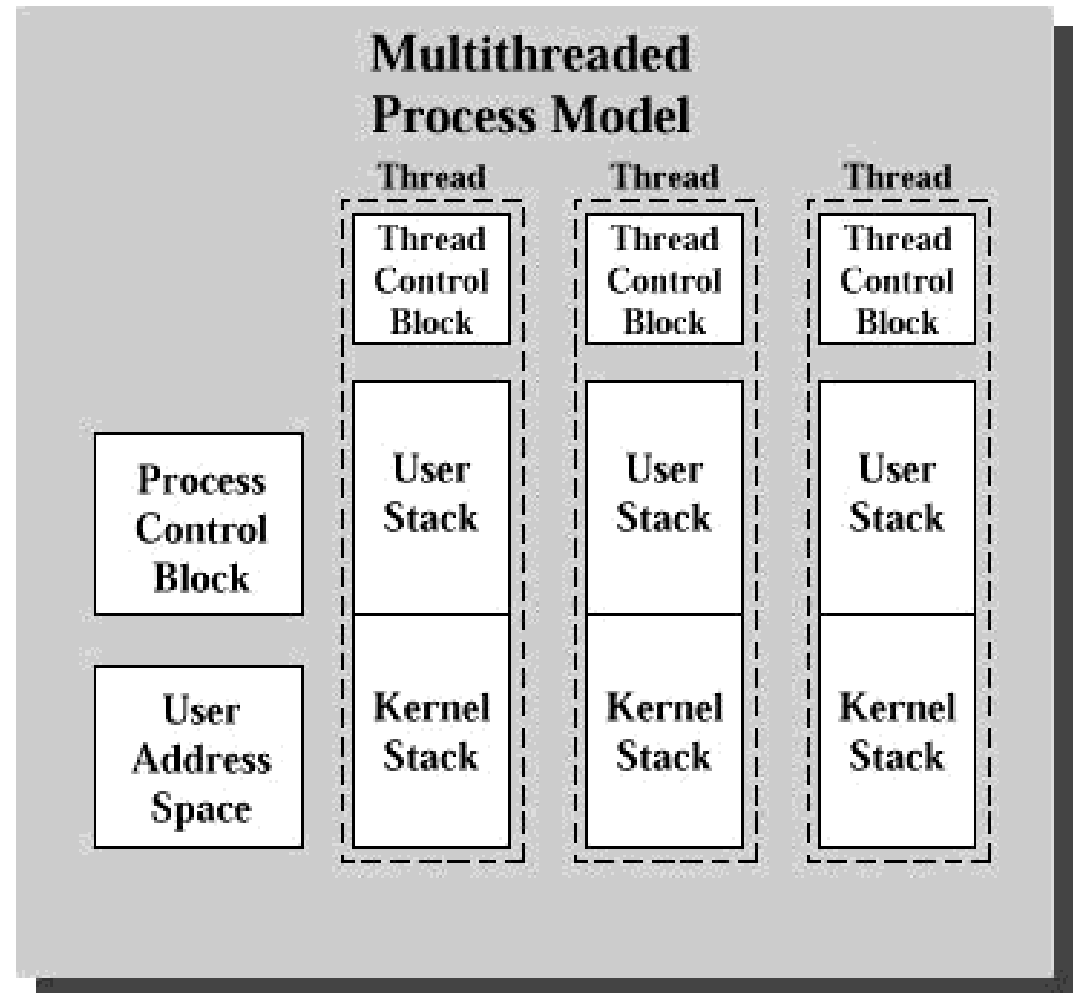 Multithreaded
Process Model
Thread
Thread
Control
Block
User
Stack
Kernel
Stack
Thread
Thread
Control
Block
User
Stack
Kernel
Stack
Thread
Thread
Control
Block
User
Stack
Kernel
Stack
Process
Control
Block
User
Address
Space